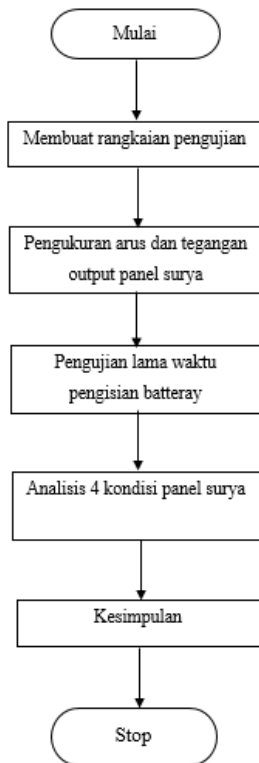 Mulai
Membuat rangkaian pengujian
Pengukuran arus dan tegangan
output panel surya
Pengujian lama waktu
pengisian batteray
Analisis 4 kondisi panel surya
Kesimpulan
Stop